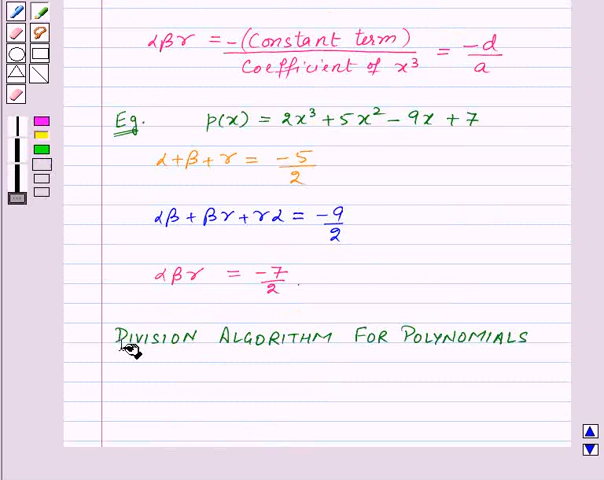 αβγ = -(Constant term) / Coefficient of x³ = -d/a
Eg. p(x) = 2x³ + 5x² - 9x + 7
α+β+γ = -5/2
αβ + βγ + γα = -9/2
αβγ = -7/2.
DIVISION ALGORITHM FOR POLYNOMIALS